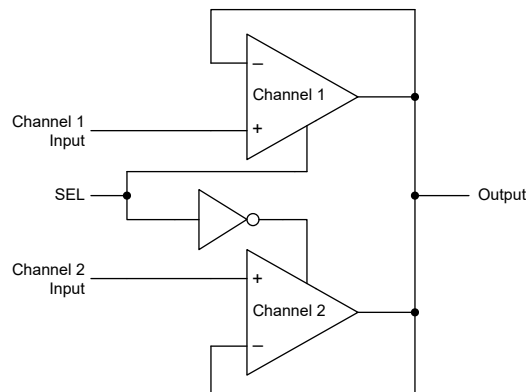 −
Channel 1
Channel 1
Input
+
SEL
Output
Channel 2
Input
+
Channel 2
−